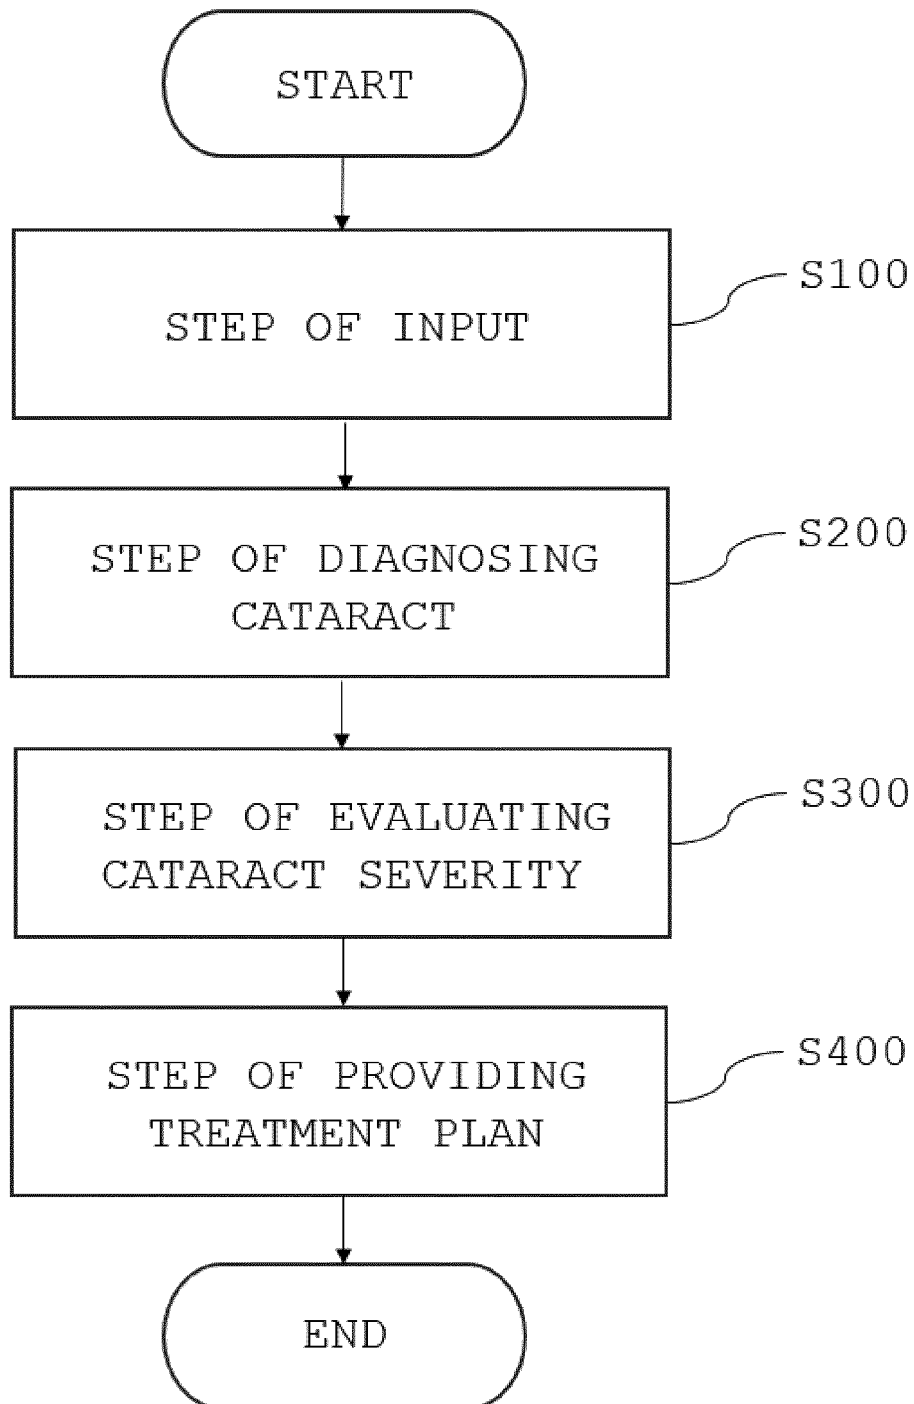 START
STEP OF INPUT
S100
STEP OF DIAGNOSING
CATARACT
S200
STEP OF EVALUATING
CATARACT SEVERITY
S300
STEP OF PROVIDING
TREATMENT PLAN
S400
END